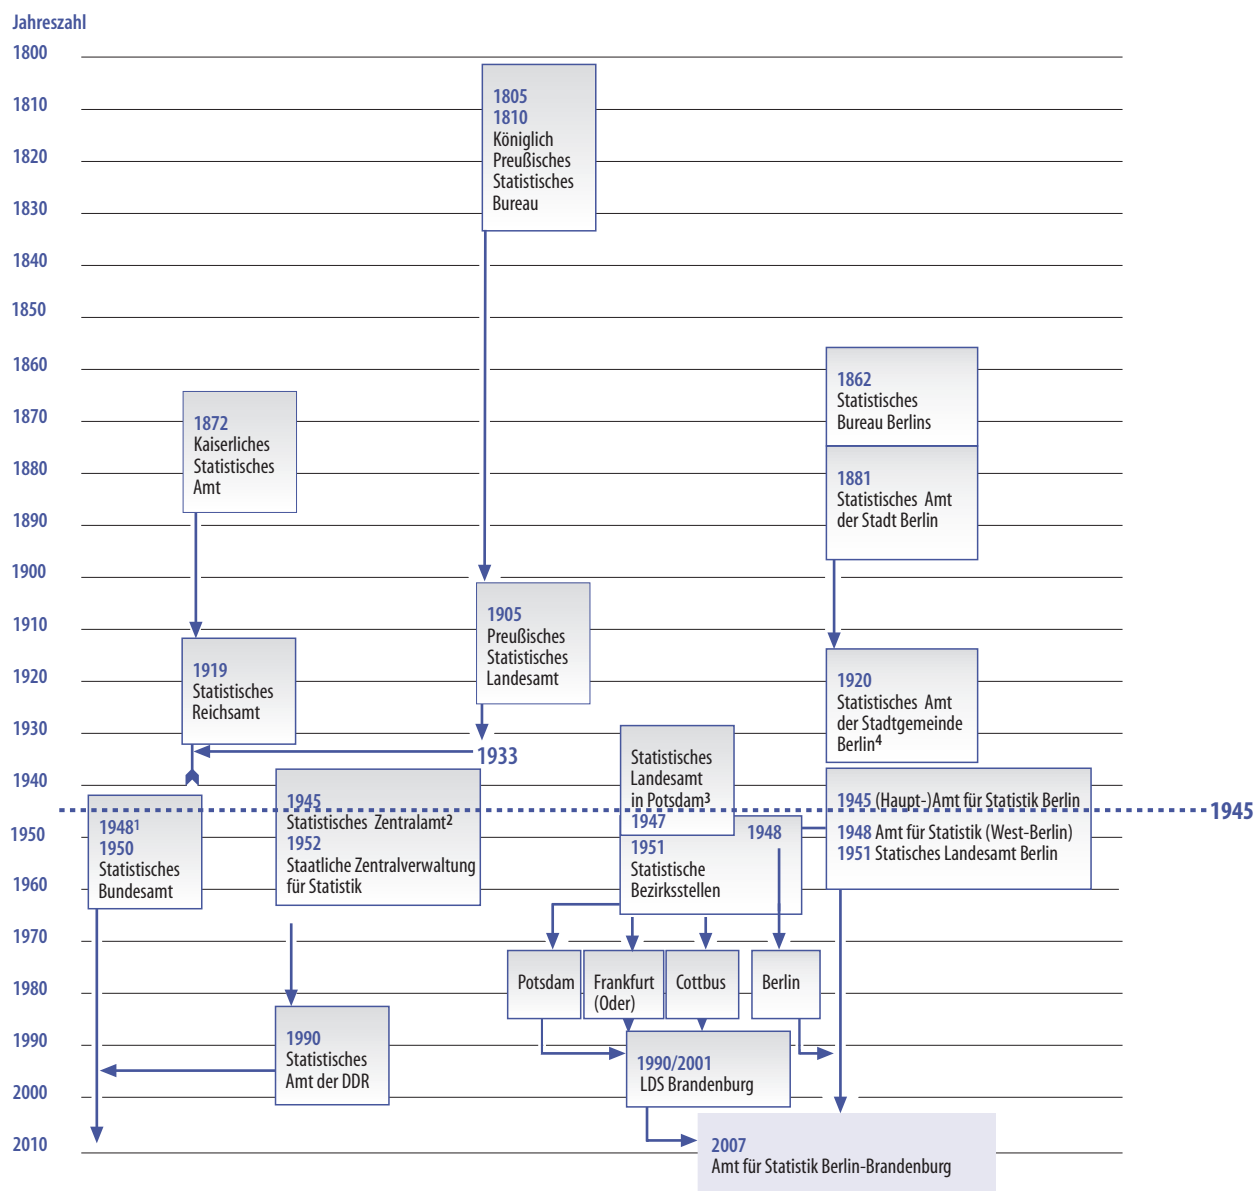 Jahreszahl
1800
1810
1820
1830
1840
1850
1860
1870
1880
1890
1900
1910
1920
1930
1940
1950
1960
1970
1980
1990
2000
2010
1805
1810
Königlich
Preußisches
Statistisches
Bureau
1862
Statistisches
Bureau Berlins
1872
Kaiserliches
Statistisches
Amt
1881
Statistisches Amt
der Stadt Berlin
1905
Preußisches
Statistisches
Landesamt
1919
Statistisches
Reichsamt
1920
Statistisches Amt
der Stadtgemeinde
Berlin⁴
1933
Statistisches
Landesamt
in Potsdam³
1947
1945
Statistisches Zentralamt²
1952
Staatliche Zentralverwaltung
für Statistik
1945 (Haupt-)Amt für Statistik Berlin
1948 Amt für Statistik (West-Berlin)
1951 Statisches Landesamt Berlin
1945
1948¹
1950
Statistisches
Bundesamt
1948
1951
Statistische
Bezirksstellen
Potsdam
Frankfurt
(Oder)
Cottbus
Berlin
1990
Statistisches
Amt der DDR
1990/2001
LDS Brandenburg
2007
Amt für Statistik Berlin-Brandenburg